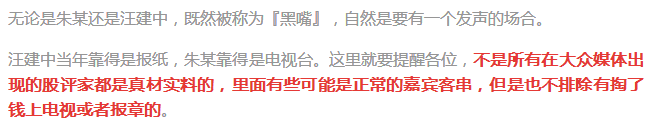 无论是朱某还是汪建中，既然被称为『黑嘴』，自然是要有一个发声的场合。
汪建中当年靠得是报纸，朱某靠得是电视台。这里就要提醒各位，不是所有在大众媒体出
现的股评家都是真材实料的，里面有些可能是正常的嘉宾客串，但是也不排除有掏了
钱上电视或者报章的。